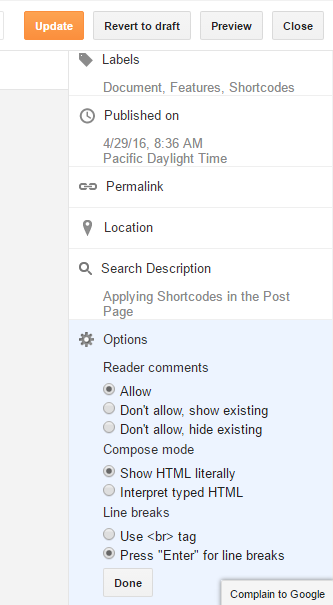 Update Revert to draft Preview Close
Labels
Document, Features, Shortcodes
Published on
4/29/16, 8:36 AM
Pacific Daylight Time
Permalink
Location
Search Description
Applying Shortcodes in the Post
Page
Options
Reader comments
Allow
Don't allow, show existing
Don't allow, hide existing
Compose mode
Show HTML literally
Interpret typed HTML
Line breaks
Use <br> tag
Press "Enter" for line breaks
Done
Complain to Google